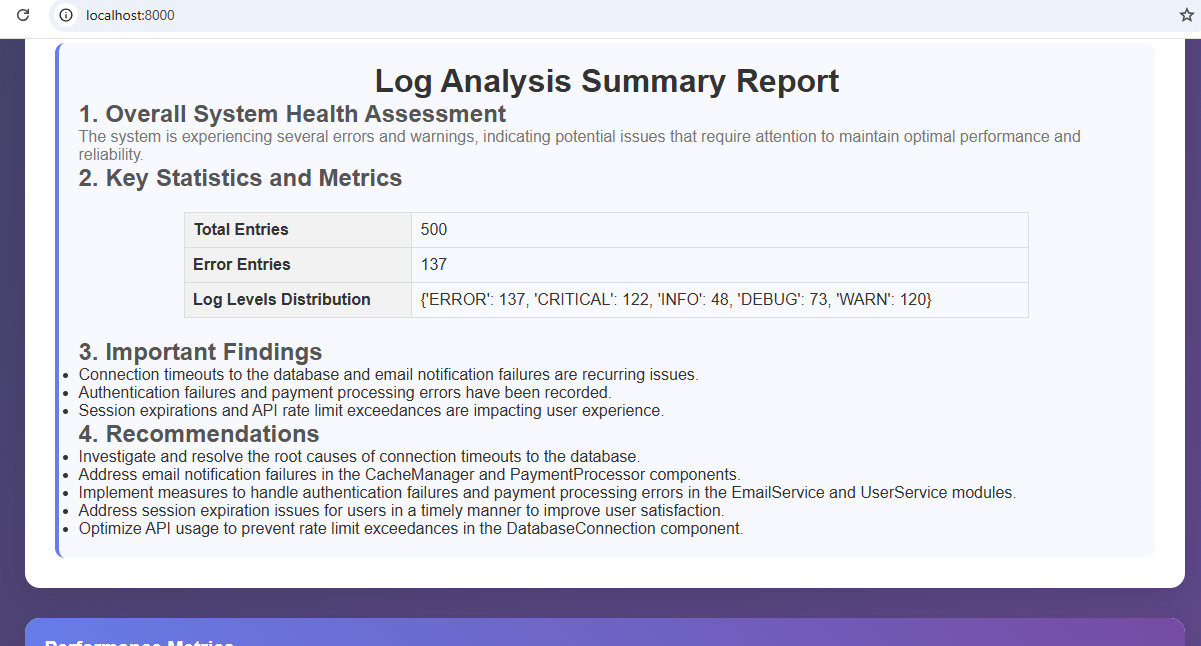 localhost:8000
Log Analysis Summary Report
1. Overall System Health Assessment
The system is experiencing several errors and warnings, indicating potential issues that require attention to maintain optimal performance and
reliability.
2. Key Statistics and Metrics
Total Entries 500
Error Entries 137
Log Levels Distribution {'ERROR': 137, 'CRITICAL': 122, 'INFO': 48, 'DEBUG': 73, 'WARN': 120}
3. Important Findings
• Connection timeouts to the database and email notification failures are recurring issues.
• Authentication failures and payment processing errors have been recorded.
• Session expirations and API rate limit exceedances are impacting user experience.
4. Recommendations
• Investigate and resolve the root causes of connection timeouts to the database.
• Address email notification failures in the CacheManager and PaymentProcessor components.
• Implement measures to handle authentication failures and payment processing errors in the EmailService and UserService modules.
• Address session expiration issues for users in a timely manner to improve user satisfaction.
• Optimize API usage to prevent rate limit exceedances in the DatabaseConnection component.
Performance Metrics